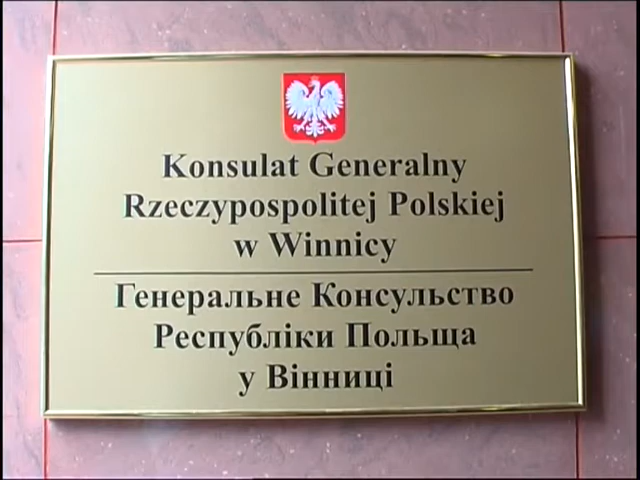 Konsulat Generalny
Rzeczypospolitej Polskiej
w Winnicy
Генеральне Консульство
Республіки Польща
у Вінниці